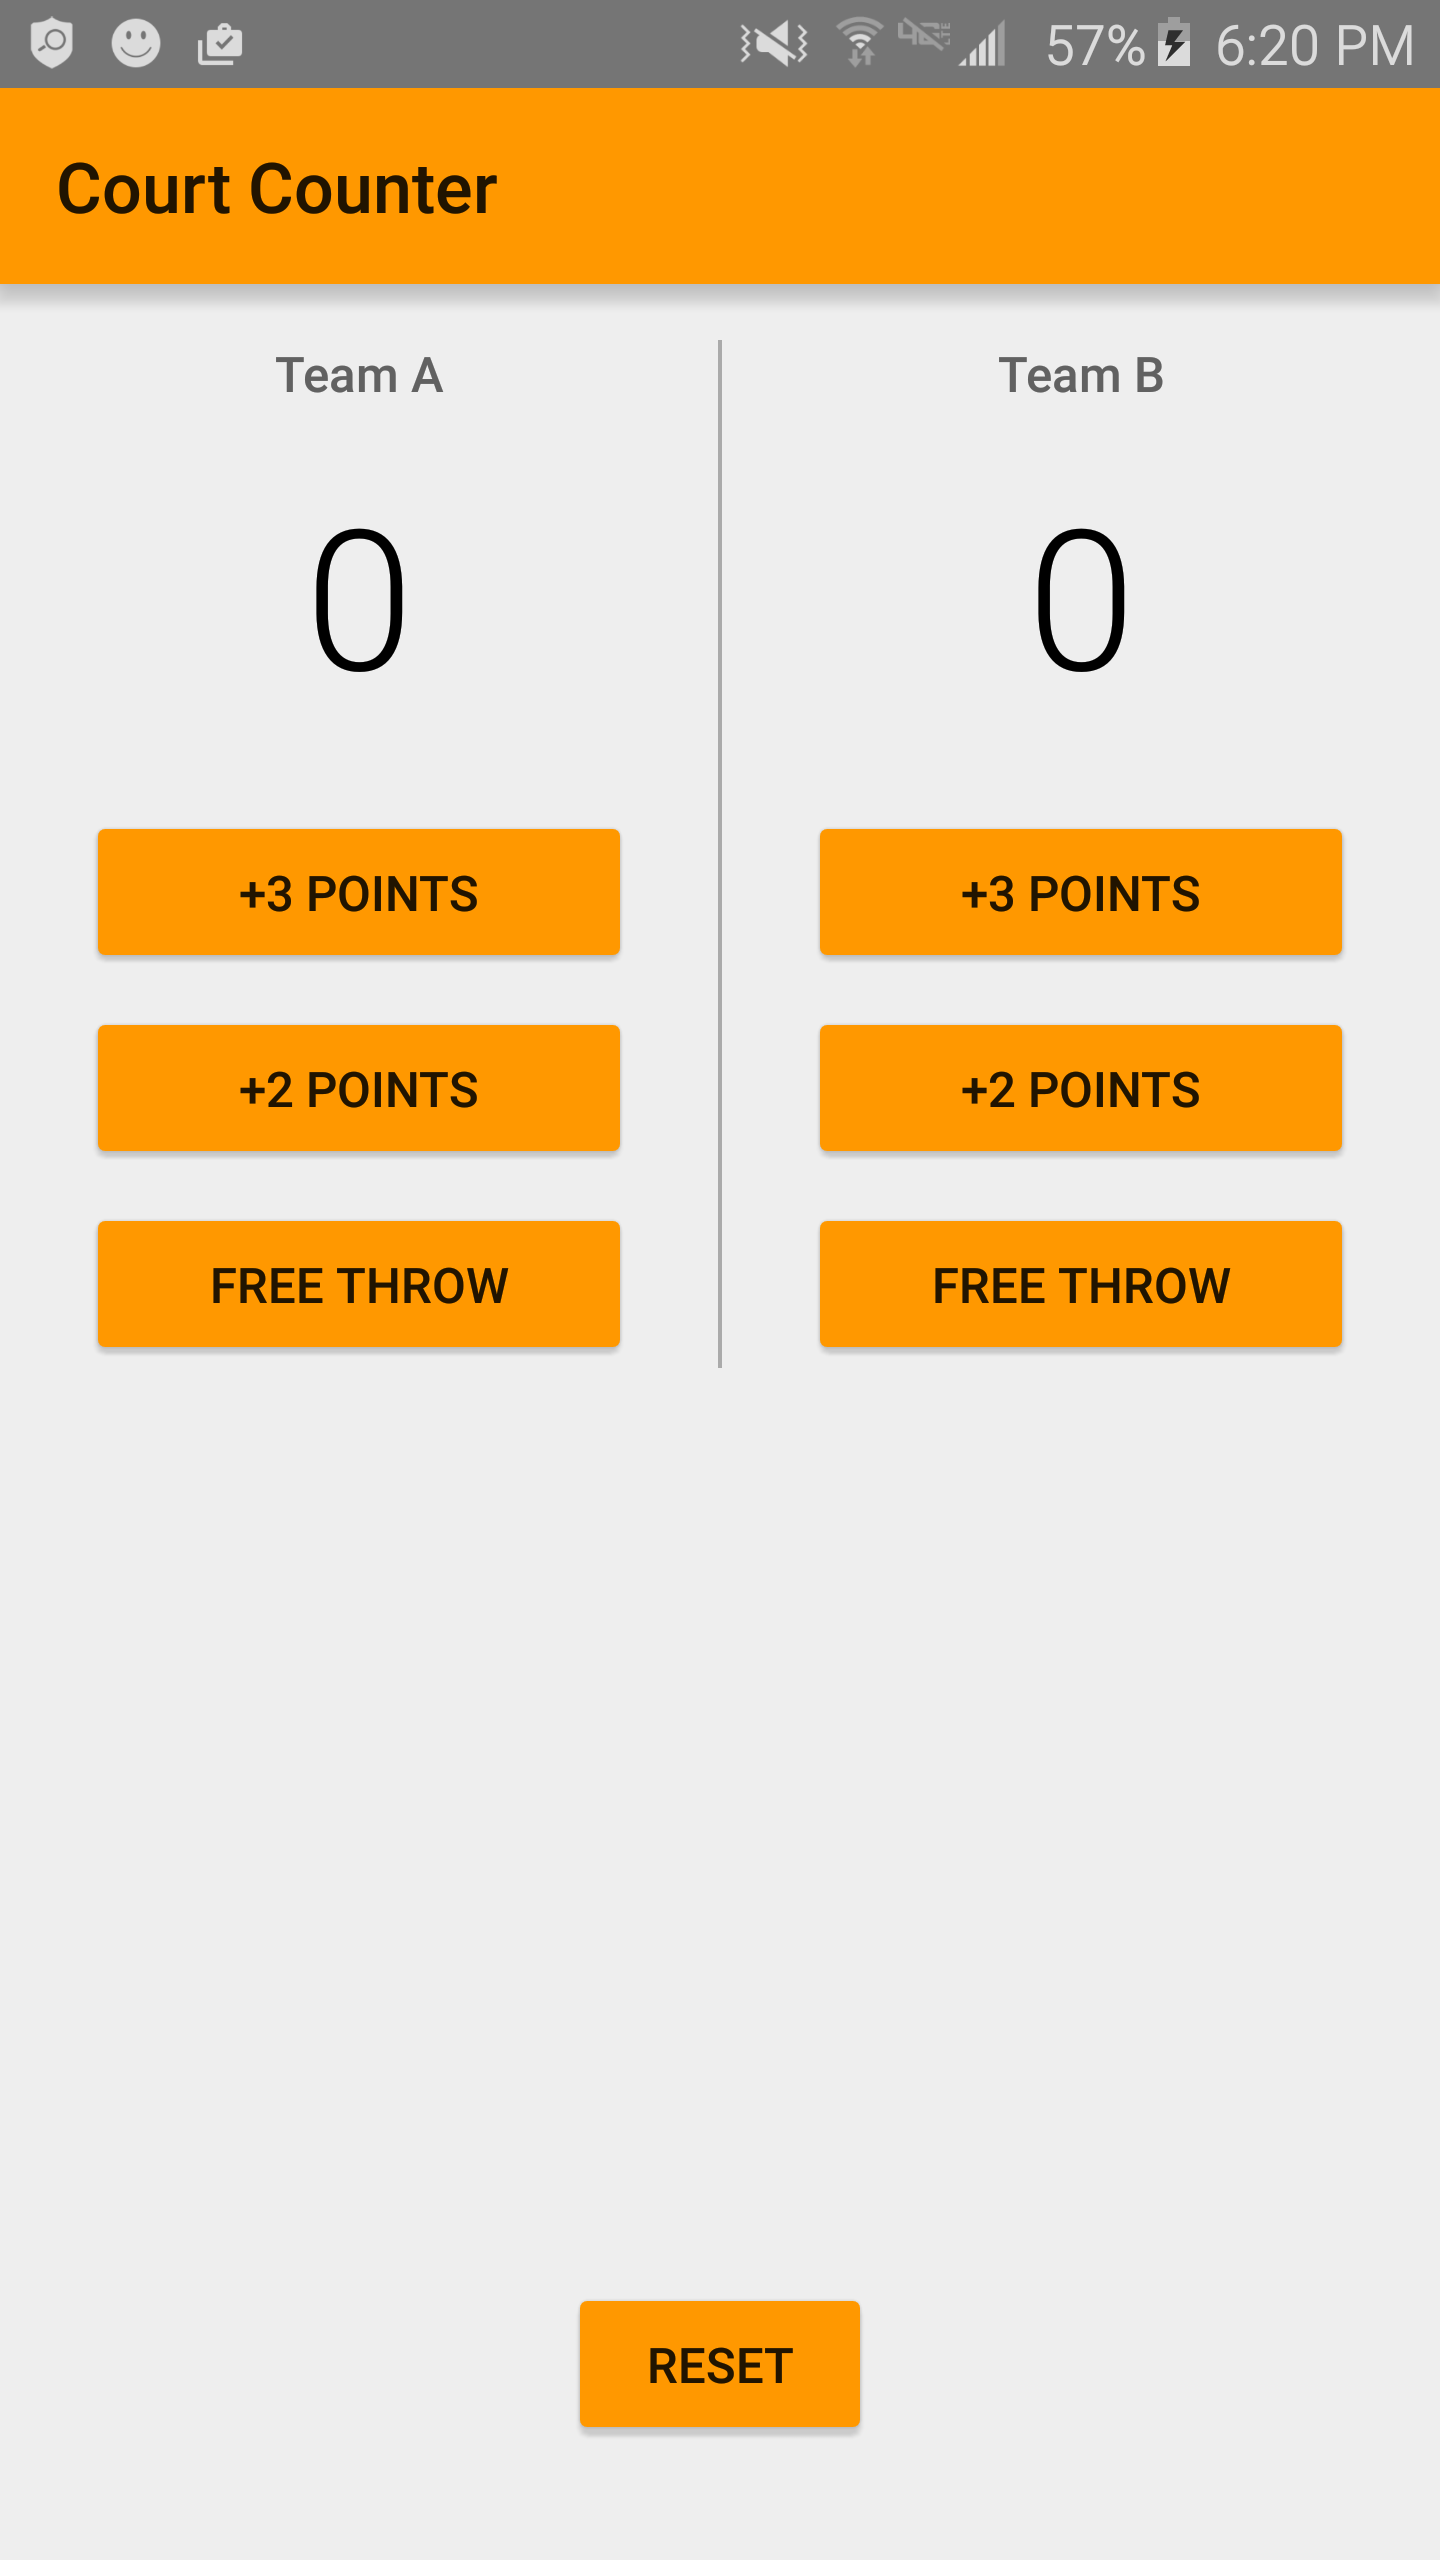 57% 6:20 PM
Court Counter
Team A
0
+3 POINTS
+2 POINTS
FREE THROW
Team B
0
+3 POINTS
+2 POINTS
FREE THROW
RESET